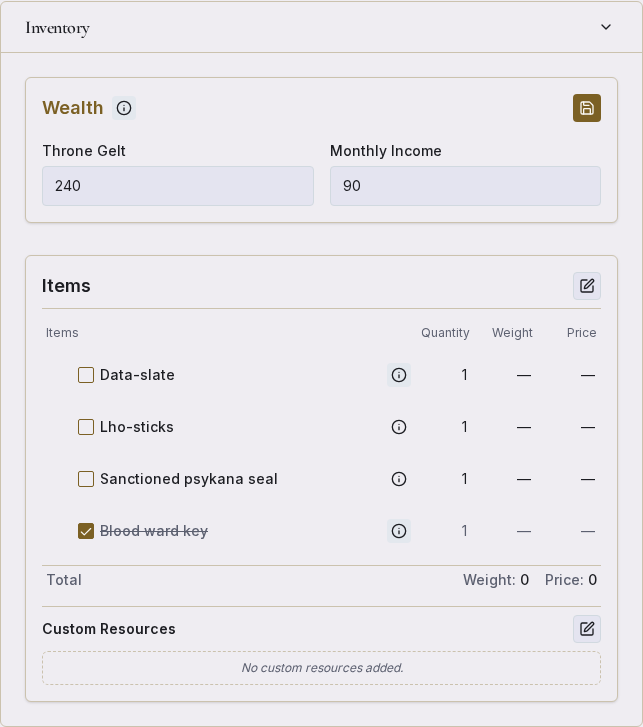 Inventory
Wealth
Throne Gelt Monthly Income
240 90
Items
Items Quantity Weight Price
Data-slate 1 — —
Lho-sticks 1 — —
Sanctioned psykana seal 1 — —
Blood ward key 1 — —
Total Weight: 0 Price: 0
Custom Resources
No custom resources added.